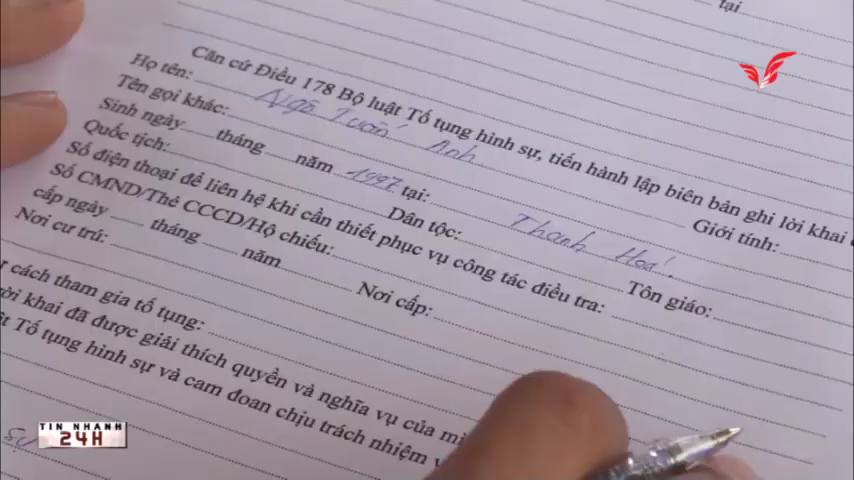 tại
Căn cứ Điều 178 Bộ luật Tố tụng hình sự, tiến hành lập biên bản ghi lời khai
Họ tên: Ngô Tuấn Anh
Tên gọi khác: Giới tính:
Sinh ngày tháng năm 1997 tại: Thanh Hoá.
Quốc tịch: Dân tộc: Tôn giáo:
Số điện thoại để liên hệ khi cần thiết phục vụ công tác điều tra:
Số CMND/Thẻ CCCD/Hộ chiếu:
cấp ngày tháng năm Nơi cấp:
Nơi cư trú:
cách tham gia tố tụng:
khai đã được giải thích quyền và nghĩa vụ của
Tố tụng hình sự và cam đoan chịu trách nhiệm
TIN NHANH
24H